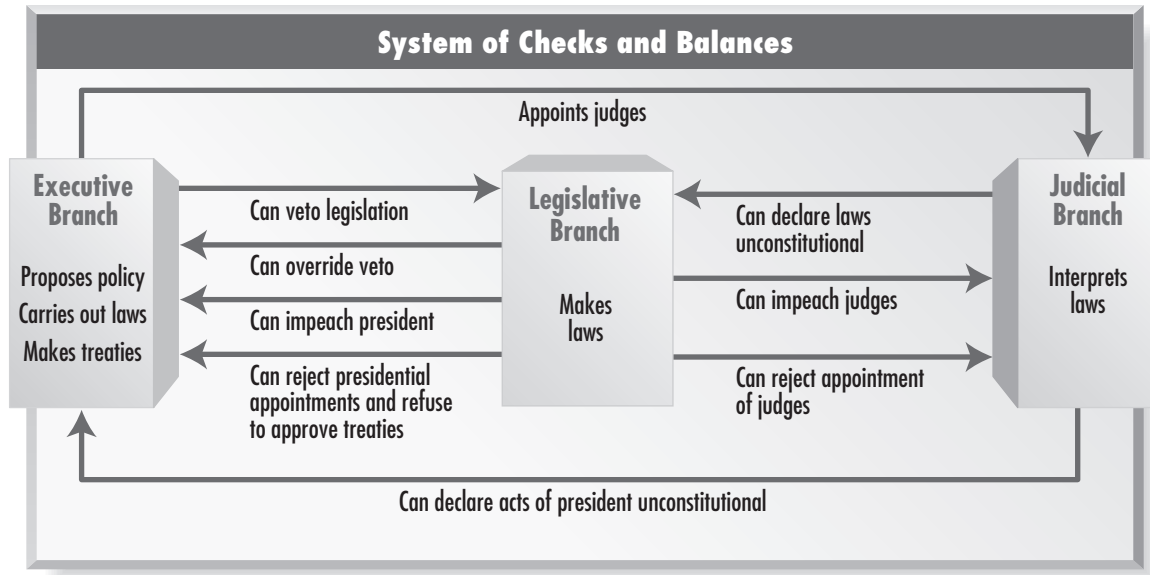 System of Checks and Balances
Appoints judges
Executive
Branch
Proposes policy
Carries out laws
Makes treaties
Can veto legislation
Can override veto
Can impeach president
Can reject presidential
appointments and refuse
to approve treaties
Legislative
Branch
Makes
laws
Can declare laws
unconstitutional
Can impeach judges
Can reject appointment
of judges
Judicial
Branch
Interprets
laws
Can declare acts of president unconstitutional